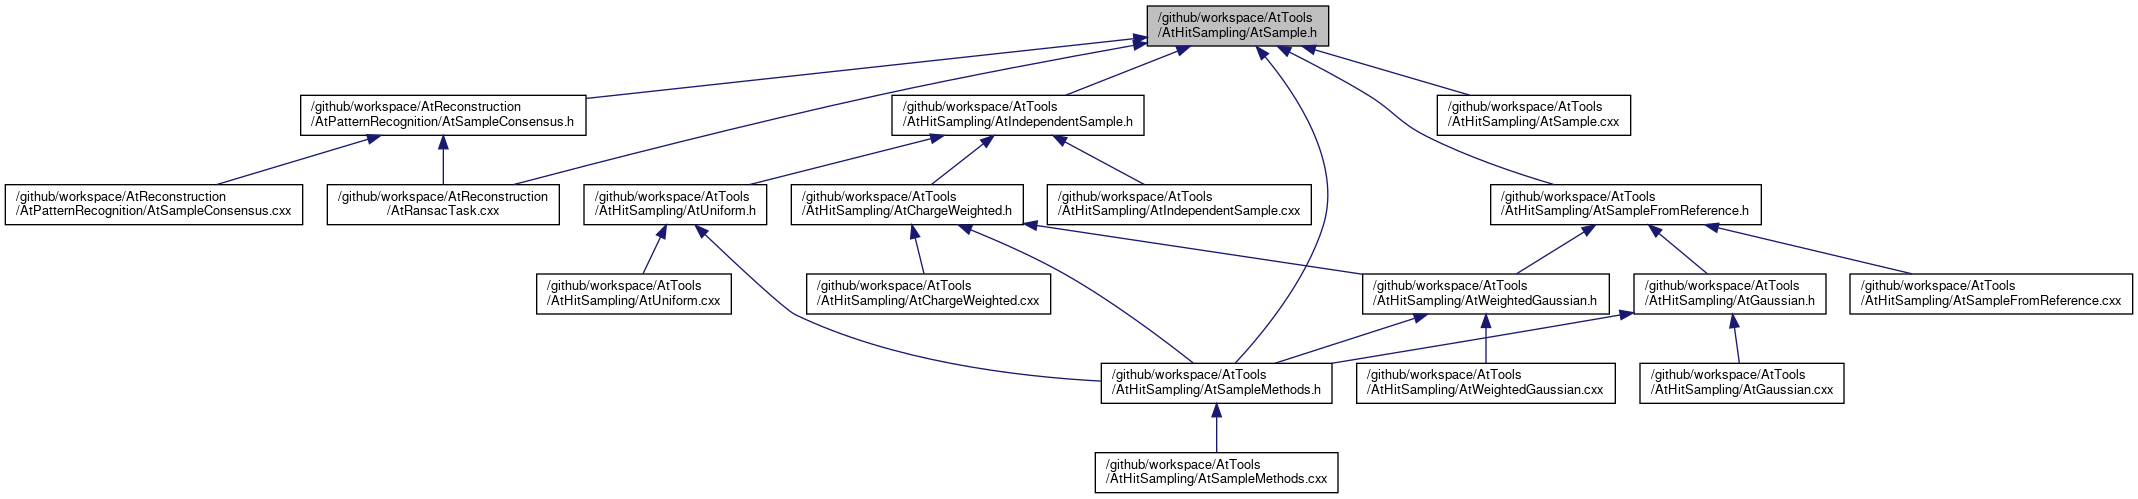 /github/workspace/AtTools
/AtHitSampling/AtSample.h
/github/workspace/AtReconstruction
/AtPatternRecognition/AtSampleConsensus.h
/github/workspace/AtTools
/AtHitSampling/AtIndependentSample.h
/github/workspace/AtTools
/AtHitSampling/AtSample.cxx
/github/workspace/AtReconstruction
/AtPatternRecognition/AtSampleConsensus.cxx
/github/workspace/AtReconstruction
/AtRansacTask.cxx
/github/workspace/AtTools
/AtHitSampling/AtUniform.h
/github/workspace/AtTools
/AtHitSampling/AtChargeWeighted.h
/github/workspace/AtTools
/AtHitSampling/AtIndependentSample.cxx
/github/workspace/AtTools
/AtHitSampling/AtSampleFromReference.h
/github/workspace/AtTools
/AtHitSampling/AtUniform.cxx
/github/workspace/AtTools
/AtHitSampling/AtChargeWeighted.cxx
/github/workspace/AtTools
/AtHitSampling/AtWeightedGaussian.h
/github/workspace/AtTools
/AtHitSampling/AtGaussian.h
/github/workspace/AtTools
/AtHitSampling/AtSampleFromReference.cxx
/github/workspace/AtTools
/AtHitSampling/AtSampleMethods.h
/github/workspace/AtTools
/AtHitSampling/AtWeightedGaussian.cxx
/github/workspace/AtTools
/AtHitSampling/AtGaussian.cxx
/github/workspace/AtTools
/AtHitSampling/AtSampleMethods.cxx